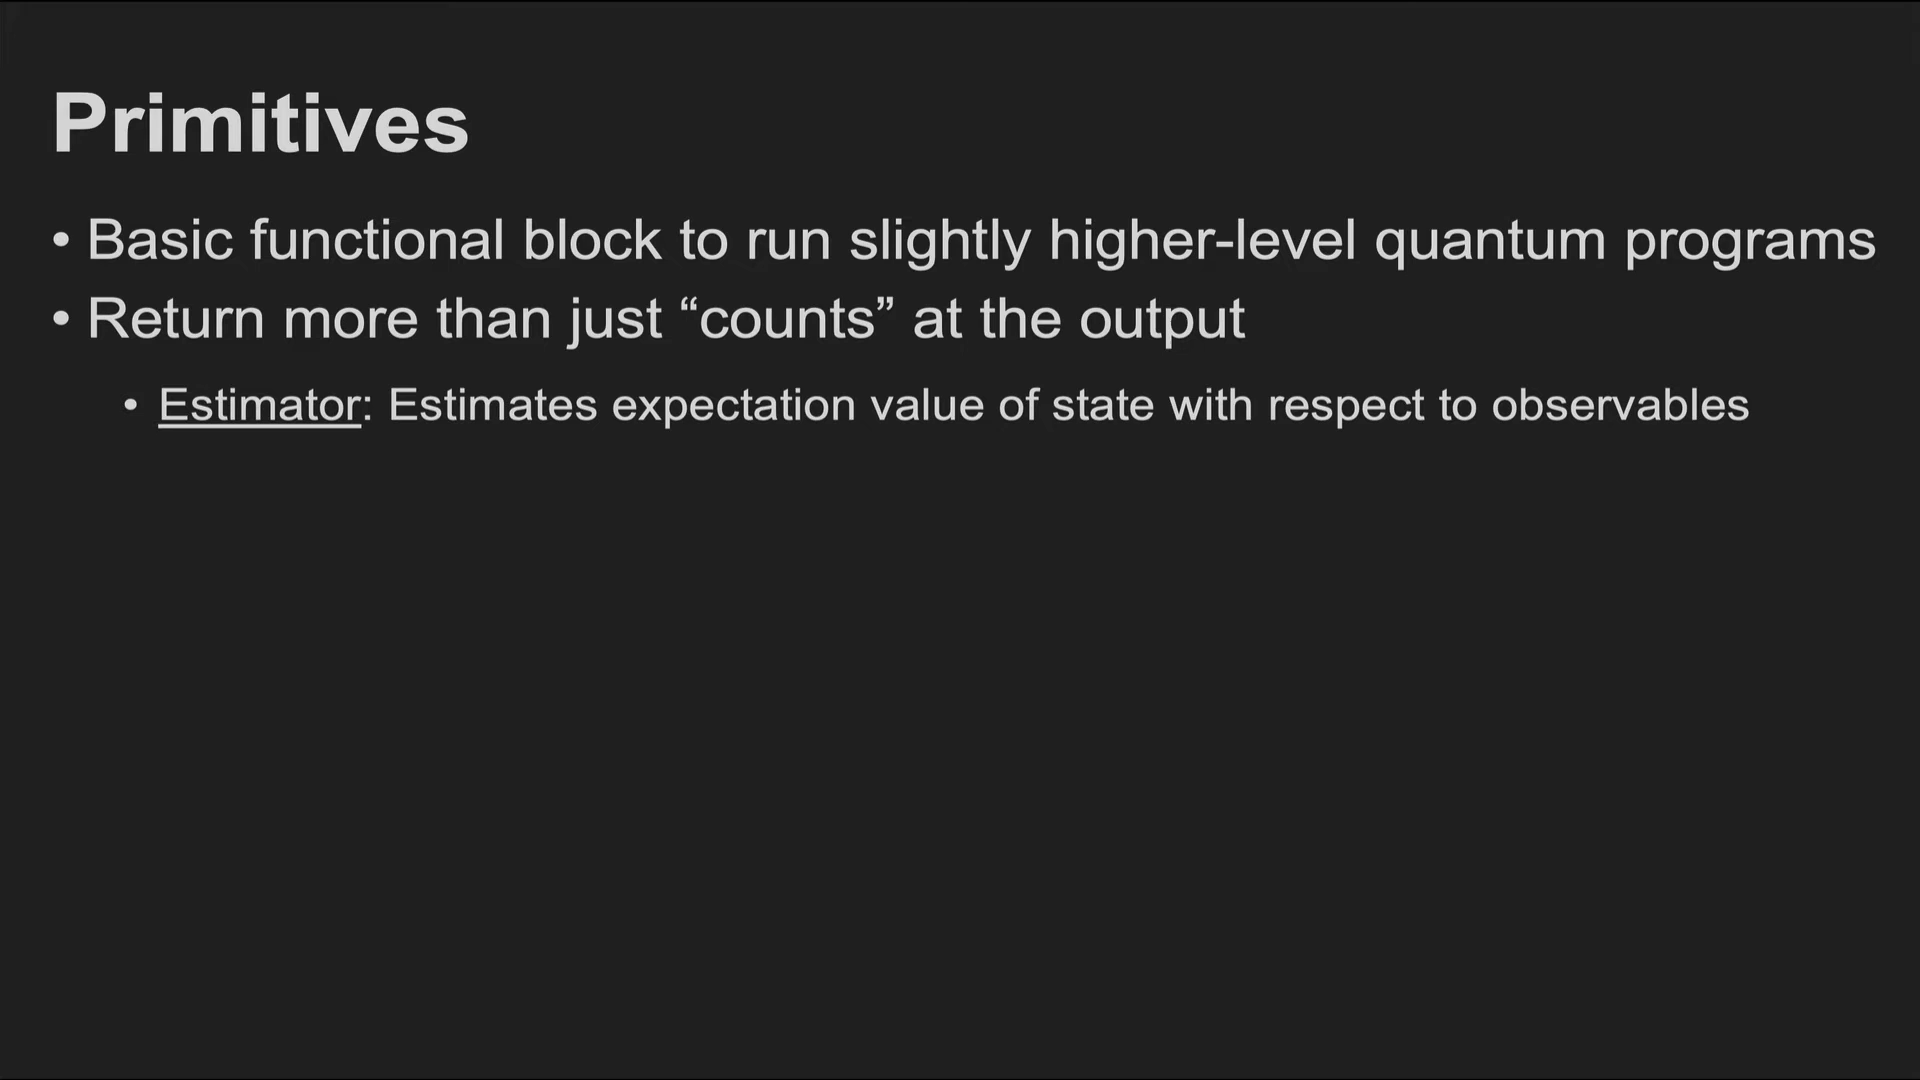 Primitives
• Basic functional block to run slightly higher-level quantum programs
• Return more than just “counts” at the output
• Estimator: Estimates expectation value of state with respect to observables